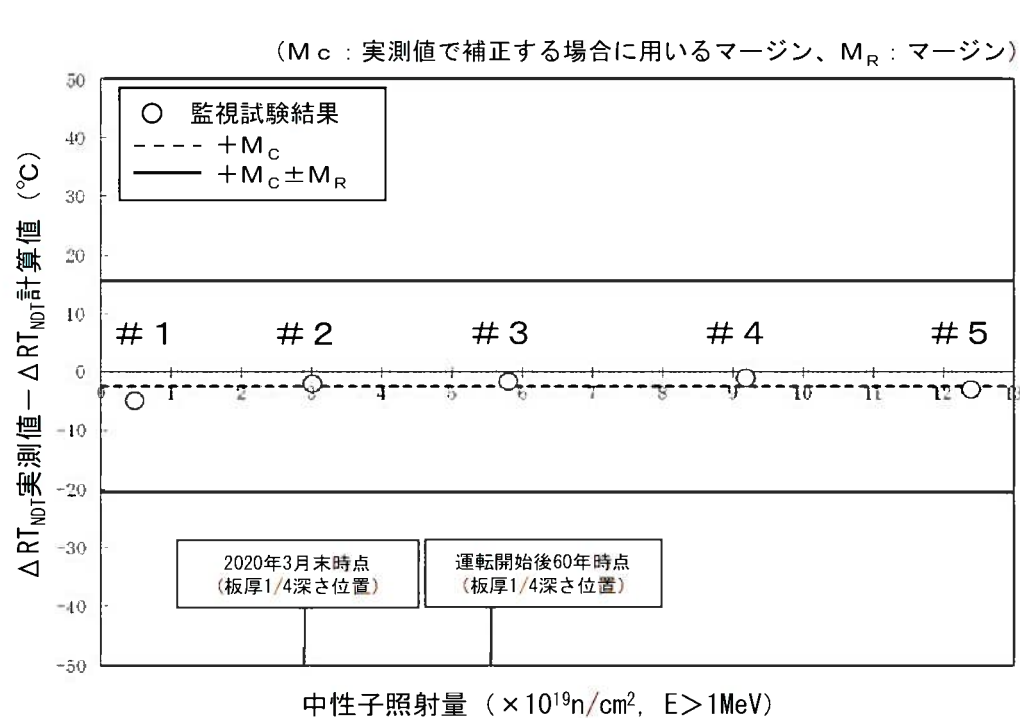 (Mc：実測値で補正する場合に用いるマージン、MR：マージン)
50
40
30
20
10
0
-10
-20
-30
-40
-50
○ 監視試験結果
+MC
+MC±MR
ΔRTNDT実測値－ΔRTNDT計算値 (℃)
#1 #2 #3 #4 #5
0 1 2 3 4 5 6 7 8 9 10 11 12 13
2020年3月末時点
(板厚1/4深さ位置)
運転開始後60年時点
(板厚1/4深さ位置)
中性子照射量 (×10¹⁹n/cm², E＞1MeV)